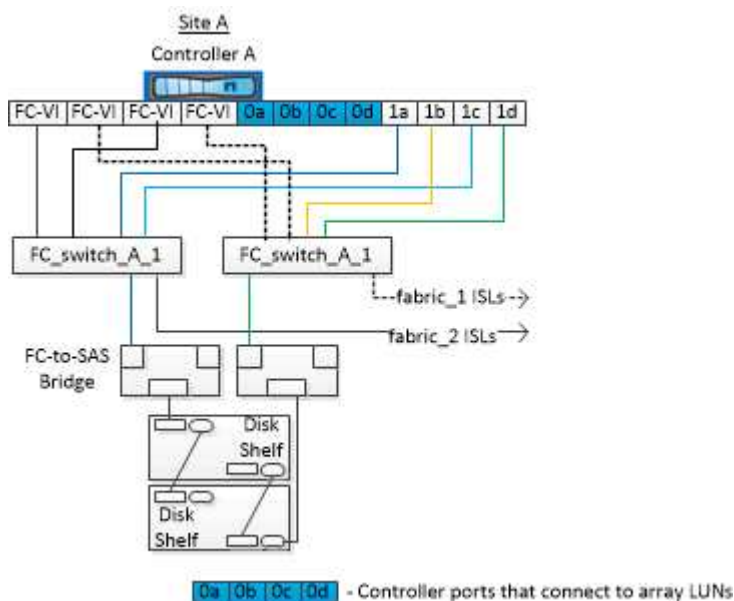 Site A
Controller A
FC-VI FC-VI FC-VI FC-VI 0a 0b 0c 0d 1a 1b 1c 1d
FC_switch_A_1 FC_switch_A_1
fabric_1 ISLs
fabric_2 ISLs
FC-to-SAS
Bridge
Disk
Shelf
Disk
Shelf
0a 0b 0c 0d - Controller ports that connect to array LUNs